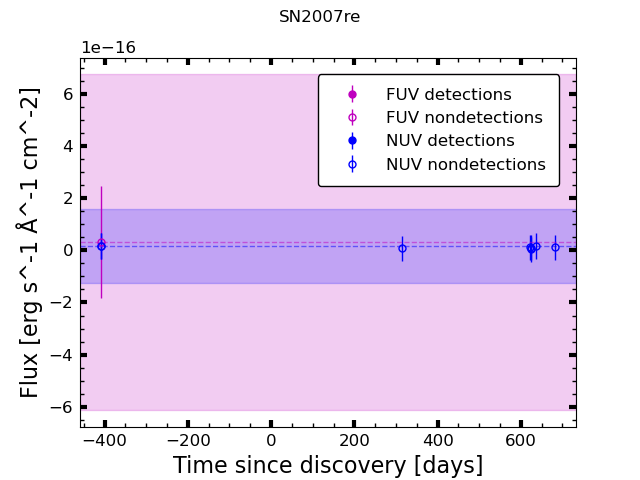 SN2007re
1e−16
FUV detections
FUV nondetections
NUV detections
NUV nondetections
6
4
2
0
−2
−4
−6
Flux [erg s^-1 Å^-1 cm^-2]
−400
−200
0
200
400
600
Time since discovery [days]